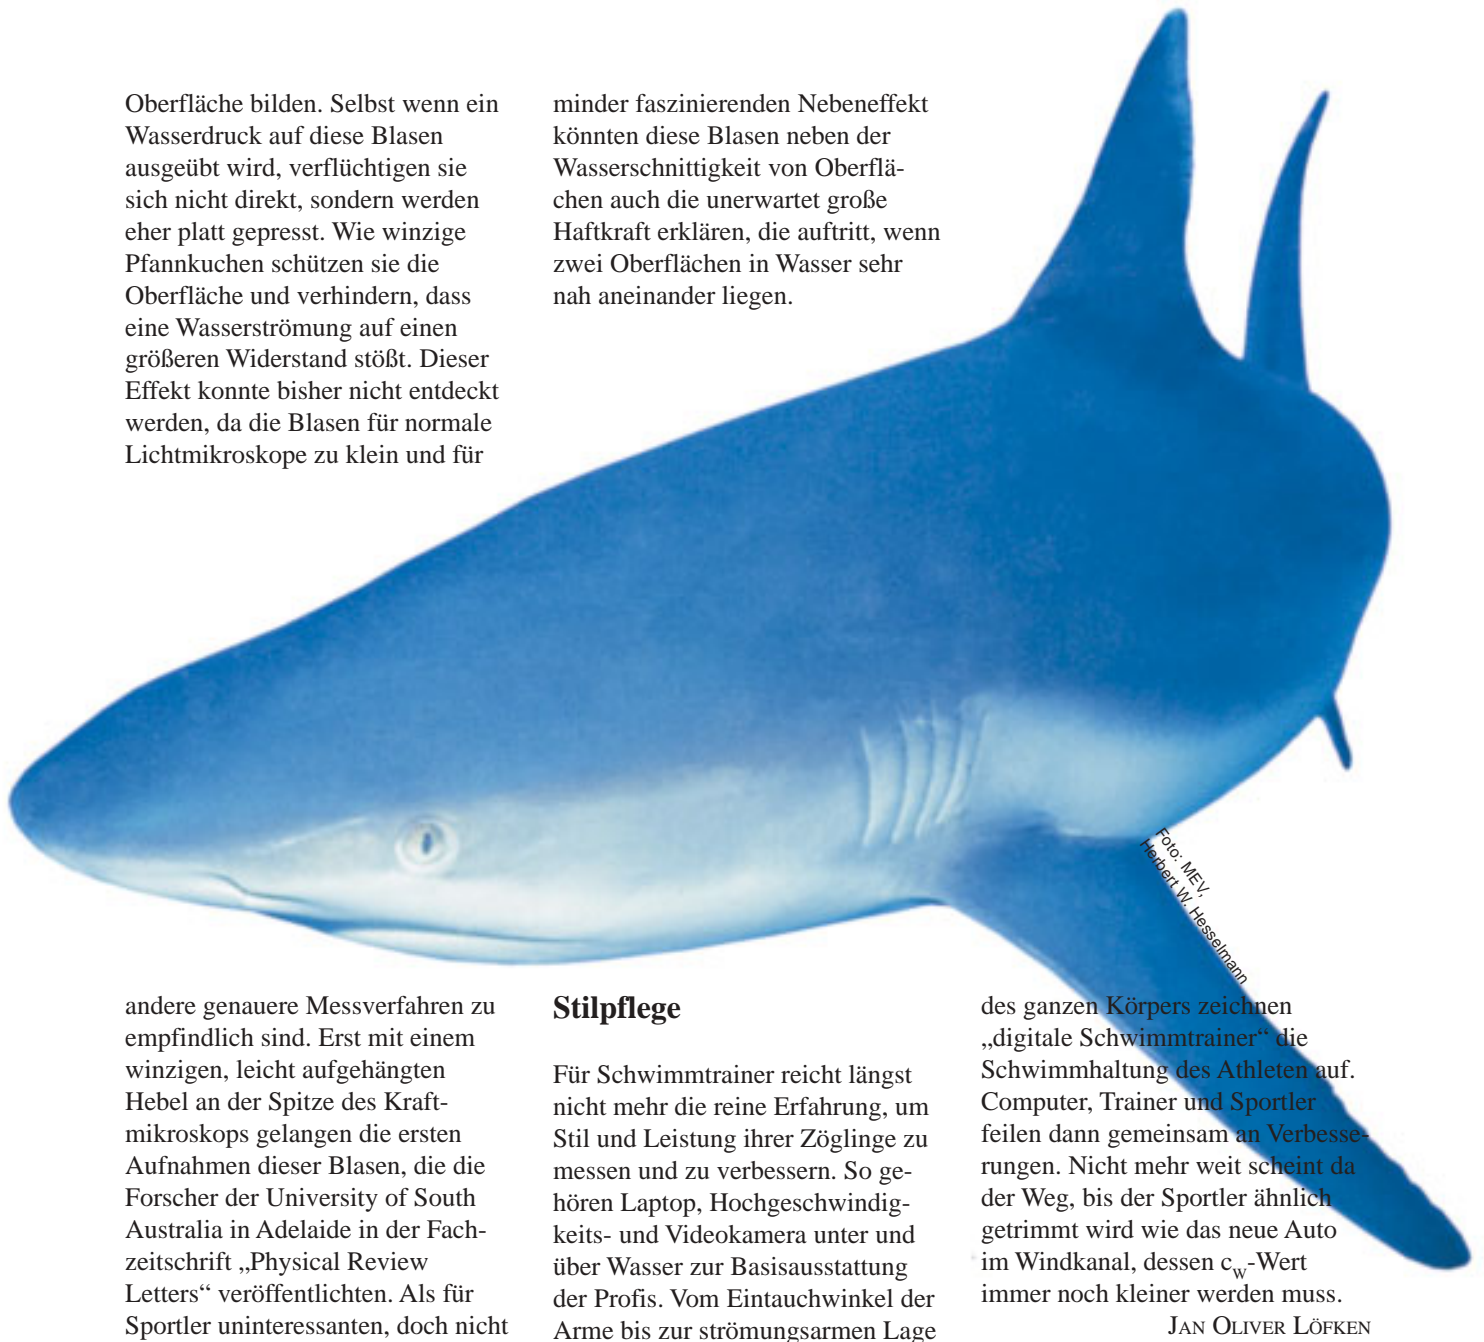 Oberfläche bilden. Selbst wenn ein
Wasserdruck auf diese Blasen
ausgeübt wird, verflüchtigen sie
sich nicht direkt, sondern werden
eher platt gepresst. Wie winzige
Pfannkuchen schützen sie die
Oberfläche und verhindern, dass
eine Wasserströmung auf einen
größeren Widerstand stößt. Dieser
Effekt konnte bisher nicht entdeckt
werden, da die Blasen für normale
Lichtmikroskope zu klein und für
andere genauere Messverfahren zu
empfindlich sind. Erst mit einem
winzigen, leicht aufgehängten
Hebel an der Spitze des Kraft-
mikroskops gelangen die ersten
Aufnahmen dieser Blasen, die die
Forscher der University of South
Australia in Adelaide in der Fach-
zeitschrift „Physical Review
Letters“ veröffentlichten. Als für
Sportler uninteressanten, doch nicht
minder faszinierenden Nebeneffekt
könnten diese Blasen neben der
Wasserschnittigkeit von Oberflä-
chen auch die unerwartet große
Haftkraft erklären, die auftritt, wenn
zwei Oberflächen in Wasser sehr
nah aneinander liegen.
Stilpflege
Für Schwimmtrainer reicht längst
nicht mehr die reine Erfahrung, um
Stil und Leistung ihrer Zöglinge zu
messen und zu verbessern. So ge-
hören Laptop, Hochgeschwindig-
keits- und Videokamera unter und
über Wasser zur Basisausstattung
der Profis. Vom Eintauchwinkel der
Arme bis zur strömungsarmen Lage
des ganzen Körpers zeichnen
„digitale Schwimmtrainer“ die
Schwimmhaltung des Athleten auf.
Computer, Trainer und Sportler
feilen dann gemeinsam an Verbesse-
rungen. Nicht mehr weit scheint da
der Weg, bis der Sportler ähnlich
getrimmt wird wie das neue Auto
im Windkanal, dessen cw-Wert
immer noch kleiner werden muss.
JAN OLIVER LÖFKEN
Foto: MEV,
Herbert W. Hesselmann